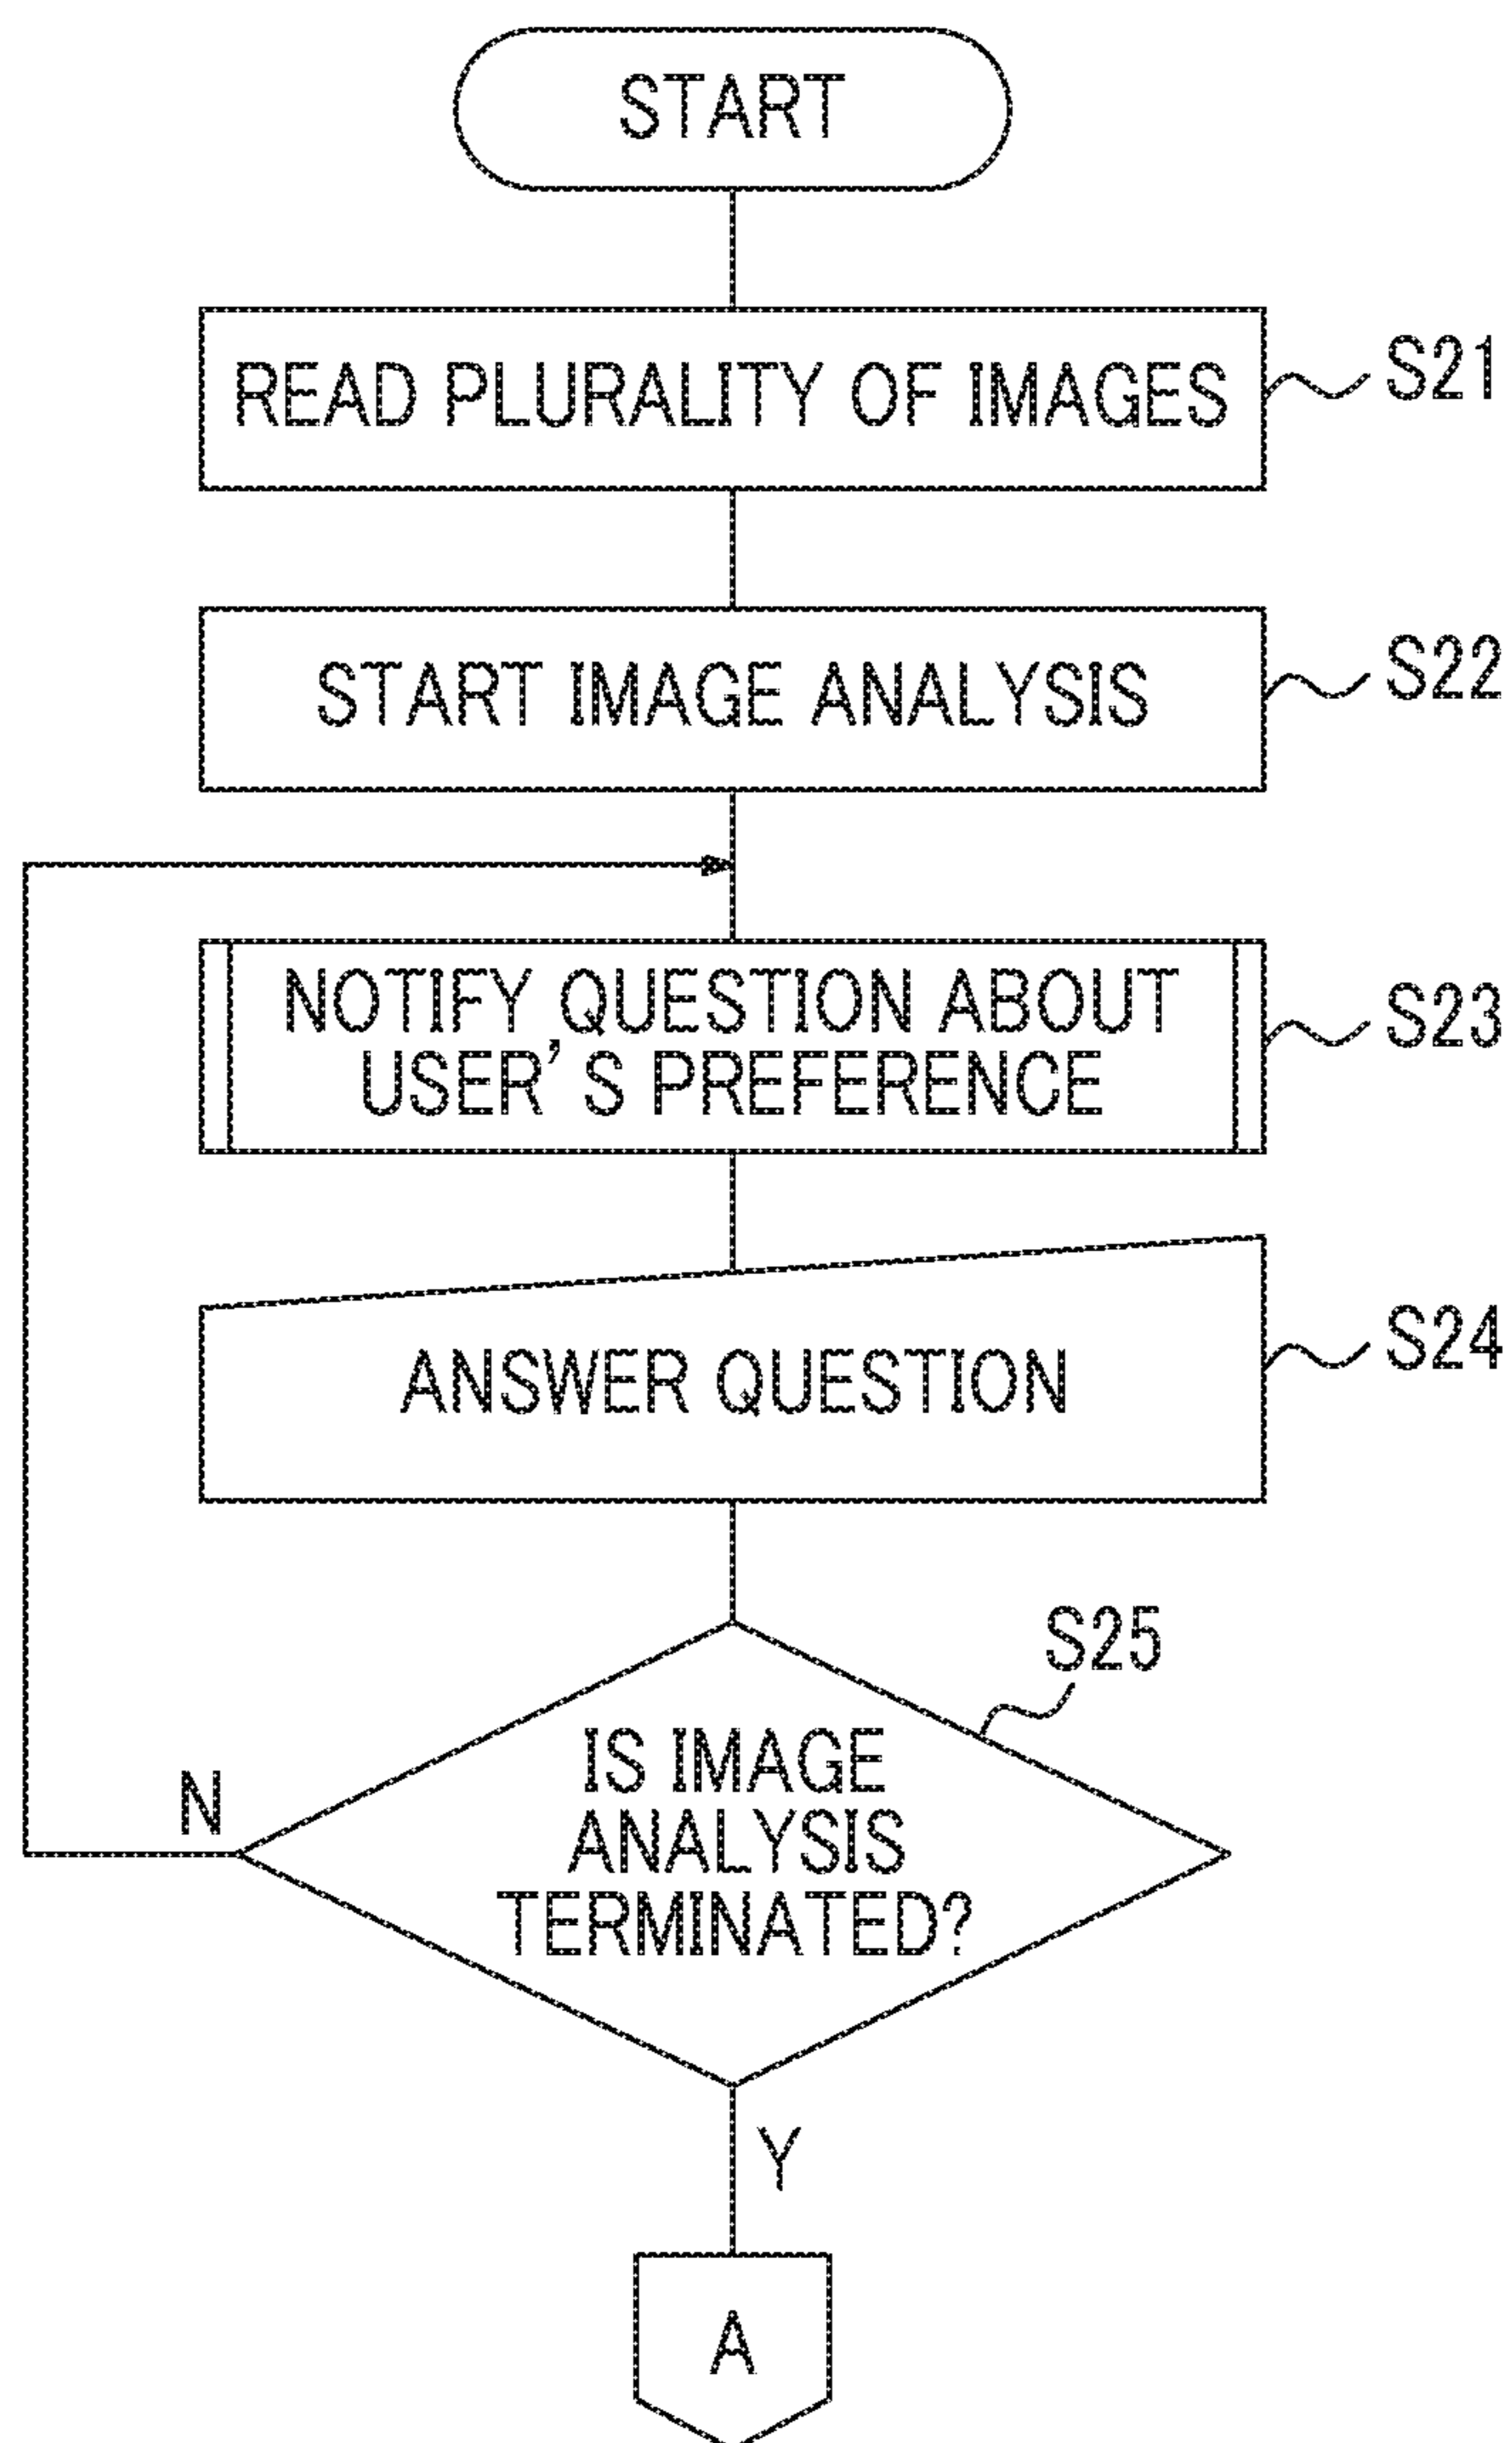 START
READ PLURALITY OF IMAGES
S21
START IMAGE ANALYSIS
S22
NOTIFY QUESTION ABOUT
USER'S PREFERENCE
S23
ANSWER QUESTION
S24
S25
IS IMAGE
ANALYSIS
TERMINATED?
N
Y
A